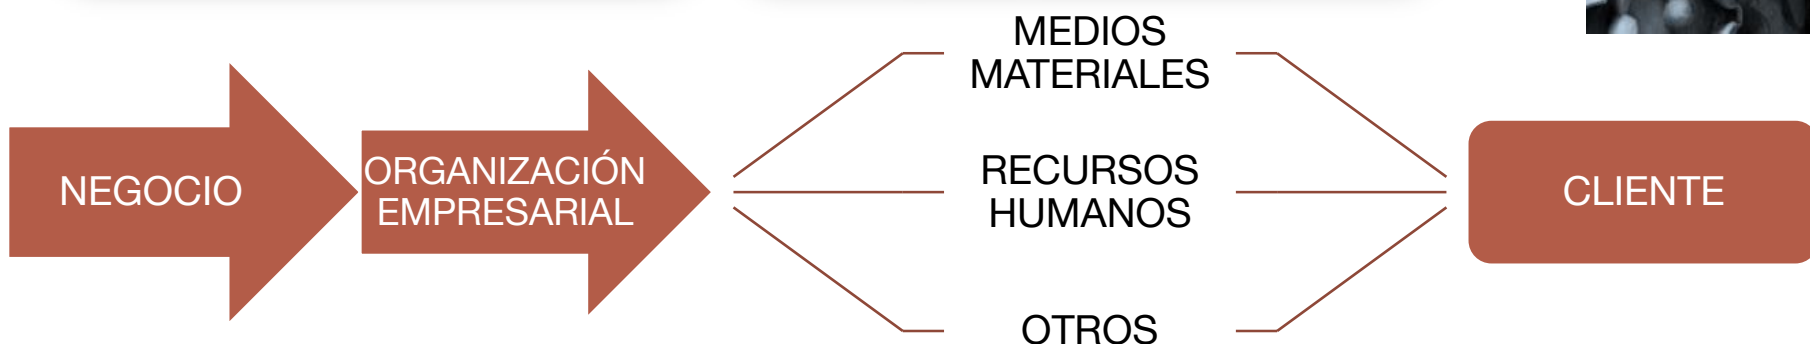 NEGOCIO
ORGANIZACIÓN
EMPRESARIAL
MEDIOS
MATERIALES
RECURSOS
HUMANOS
OTROS
CLIENTE